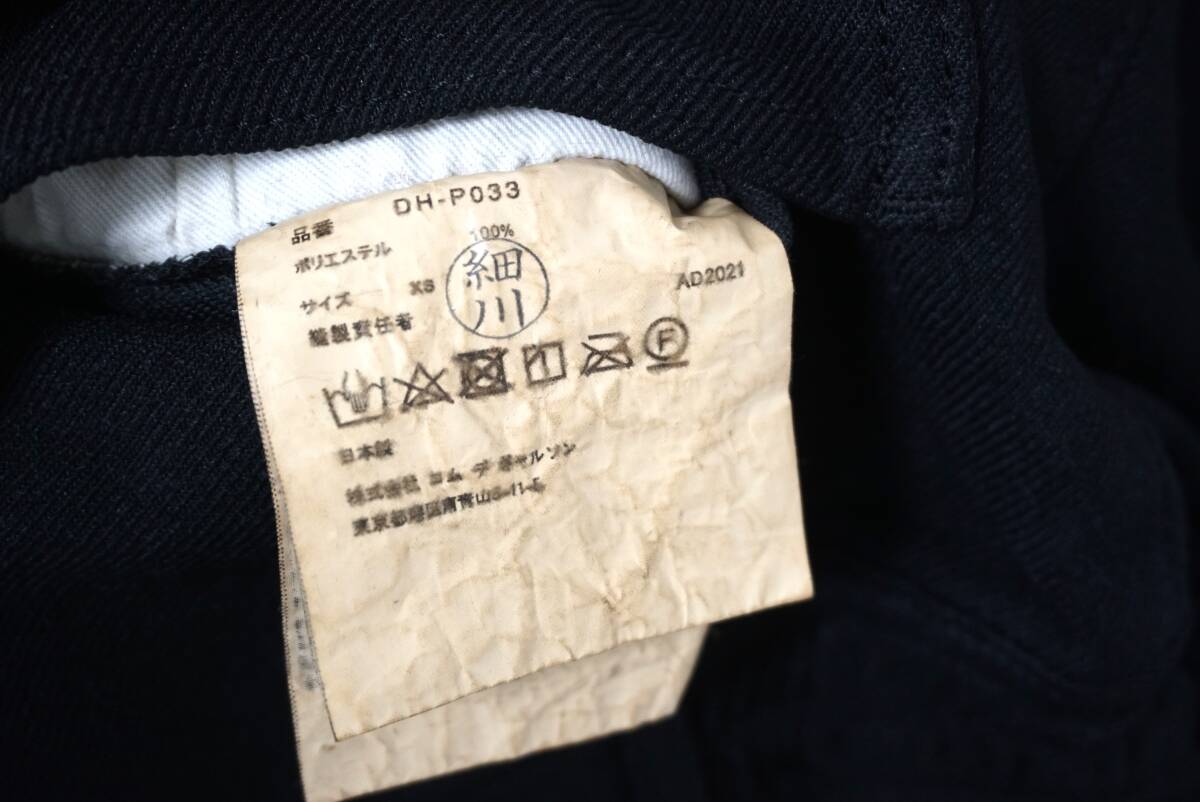 品番 DH-P033
ポリエステル 100%
サイズ XS
AD2021
縫製責任者 細川
F
日本製
株式会社 コム デ ギャルソン
東京都港区南青山5-11-5